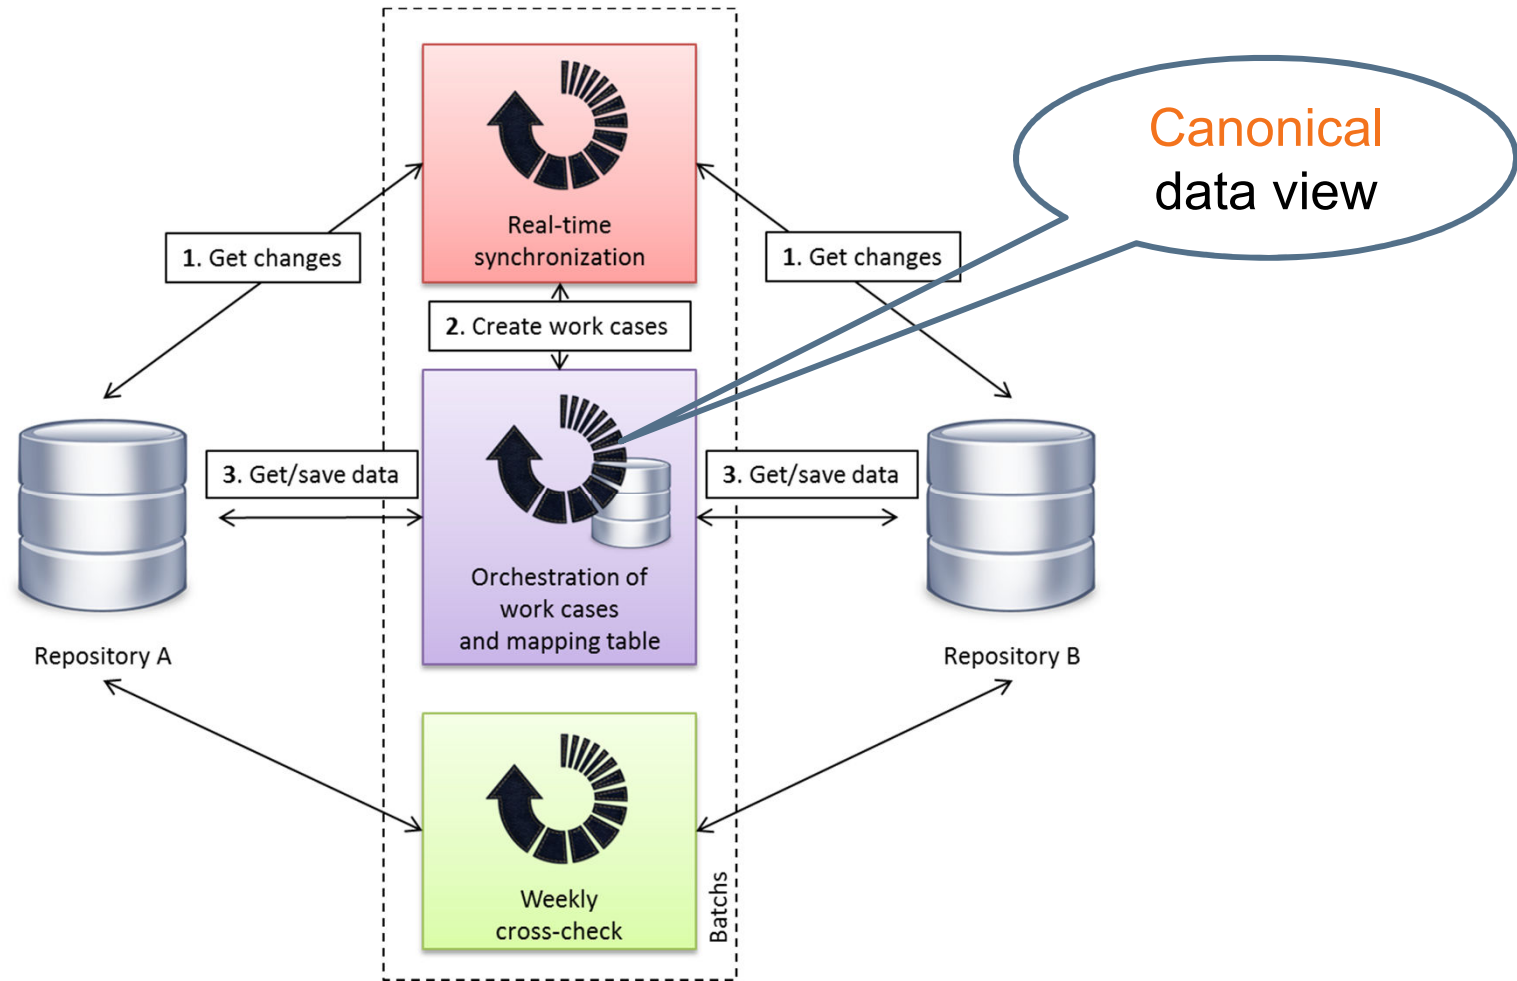 Canonical
data view
Real-time
synchronization
1. Get changes
1. Get changes
2. Create work cases
3. Get/save data
3. Get/save data
Orchestration of
work cases
and mapping table
Repository A
Repository B
Weekly
cross-check
Batchs